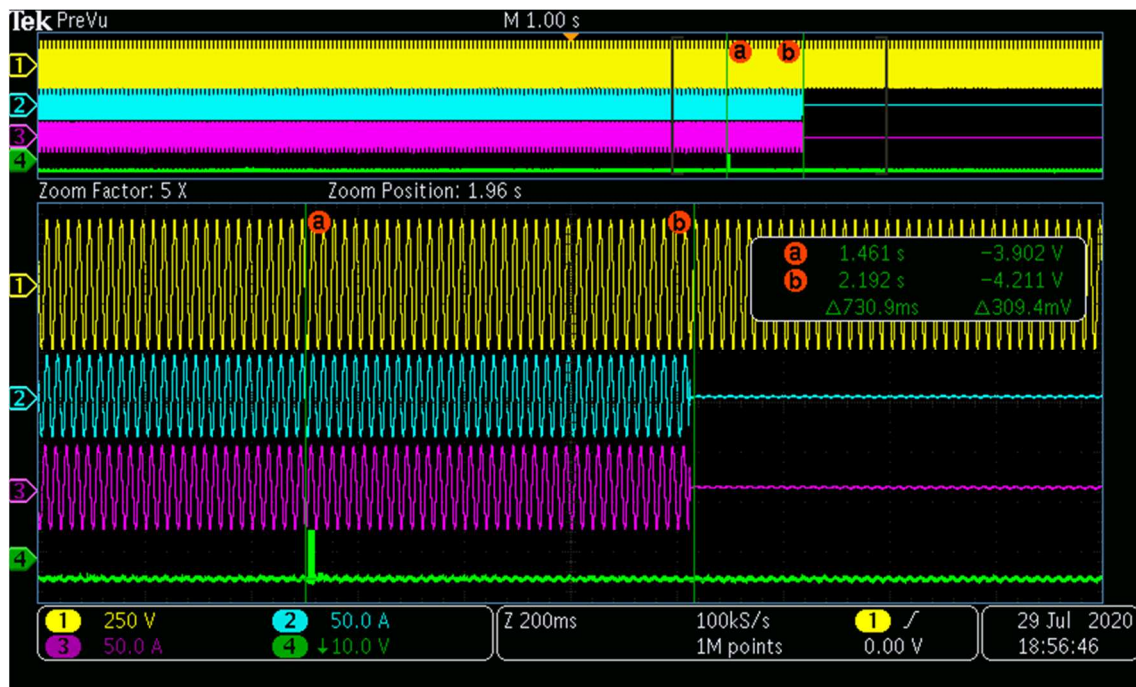 Tek PreVu M 1.00 s
1
a b
2
3
4
Zoom Factor: 5 X Zoom Position: 1.96 s
a b
a 1.461 s −3.902 V
1
b 2.192 s −4.211 V
△730.9ms △309.4mV
2
3
4
1 250 V 2 50.0 A Z 200ms 100kS/s 1 29 Jul 2020
3 50.0 A 4 ↓10.0 V 1M points 0.00 V 18:56:46